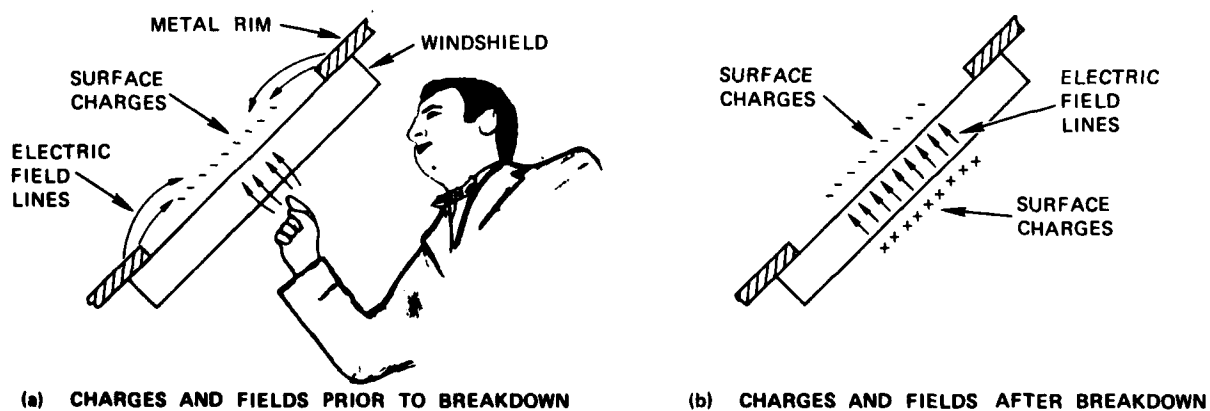 METAL RIM
WINDSHIELD
SURFACE
CHARGES
ELECTRIC
FIELD
LINES
(a) CHARGES AND FIELDS PRIOR TO BREAKDOWN
SURFACE
CHARGES
ELECTRIC
FIELD
LINES
SURFACE
CHARGES
(b) CHARGES AND FIELDS AFTER BREAKDOWN